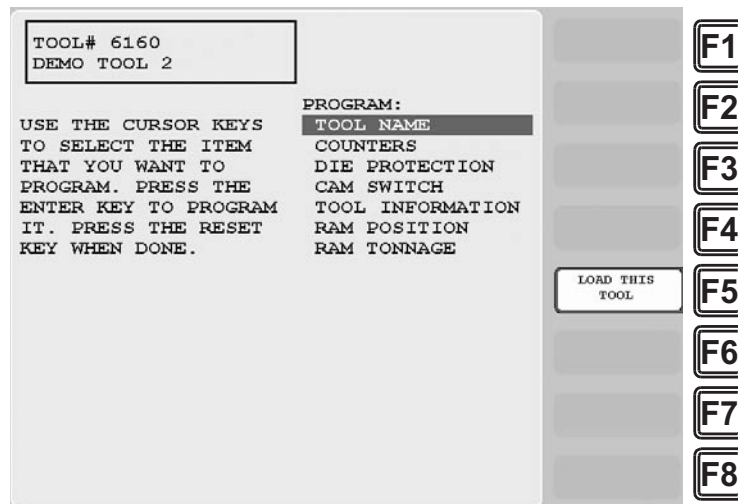 TOOL# 6160
DEMO TOOL 2
USE THE CURSOR KEYS
TO SELECT THE ITEM
THAT YOU WANT TO
PROGRAM. PRESS THE
ENTER KEY TO PROGRAM
IT. PRESS THE RESET
KEY WHEN DONE.
PROGRAM:
TOOL NAME
COUNTERS
DIE PROTECTION
CAM SWITCH
TOOL INFORMATION
RAM POSITION
RAM TONNAGE
LOAD THIS
TOOL
F1
F2
F3
F4
F5
F6
F7
F8